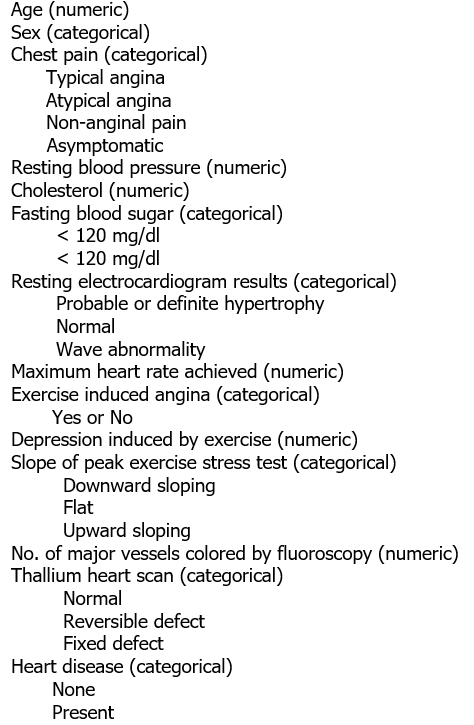 Age (numeric)
Sex (categorical)
Chest pain (categorical)
Typical angina
Atypical angina
Non-anginal pain
Asymptomatic
Resting blood pressure (numeric)
Cholesterol (numeric)
Fasting blood sugar (categorical)
< 120 mg/dl
< 120 mg/dl
Resting electrocardiogram results (categorical)
Probable or definite hypertrophy
Normal
Wave abnormality
Maximum heart rate achieved (numeric)
Exercise induced angina (categorical)
Yes or No
Depression induced by exercise (numeric)
Slope of peak exercise stress test (categorical)
Downward sloping
Flat
Upward sloping
No. of major vessels colored by fluoroscopy (numeric)
Thallium heart scan (categorical)
Normal
Reversible defect
Fixed defect
Heart disease (categorical)
None
Present